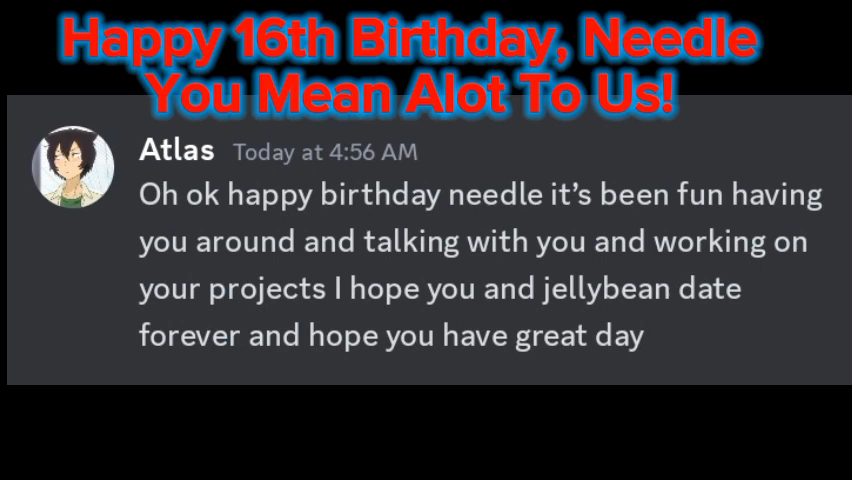 Happy 16th Birthday, Needle
You Mean Alot To Us!
Atlas Today at 4:56 AM
Oh ok happy birthday needle it’s been fun having
you around and talking with you and working on
your projects I hope you and jellybean date
forever and hope you have great day